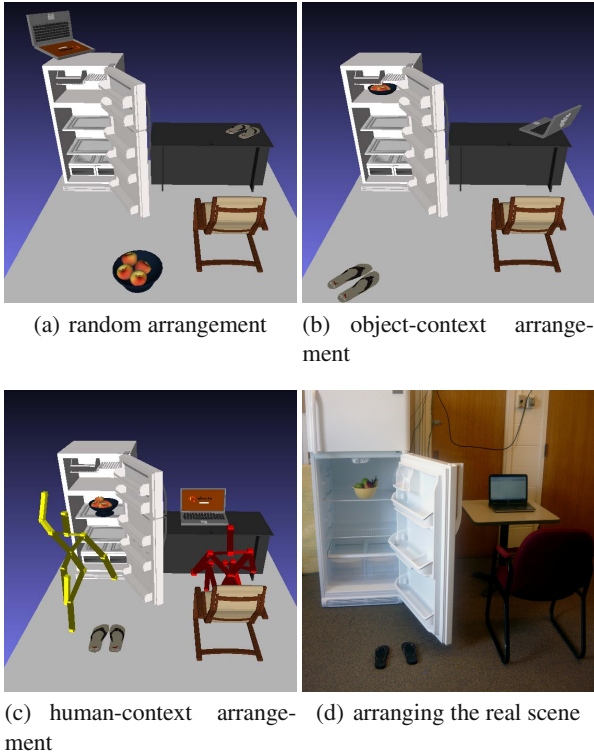 (a) random arrangement
(b) object-context arrange-
ment
(c) human-context arrange-
ment
(d) arranging the real scene